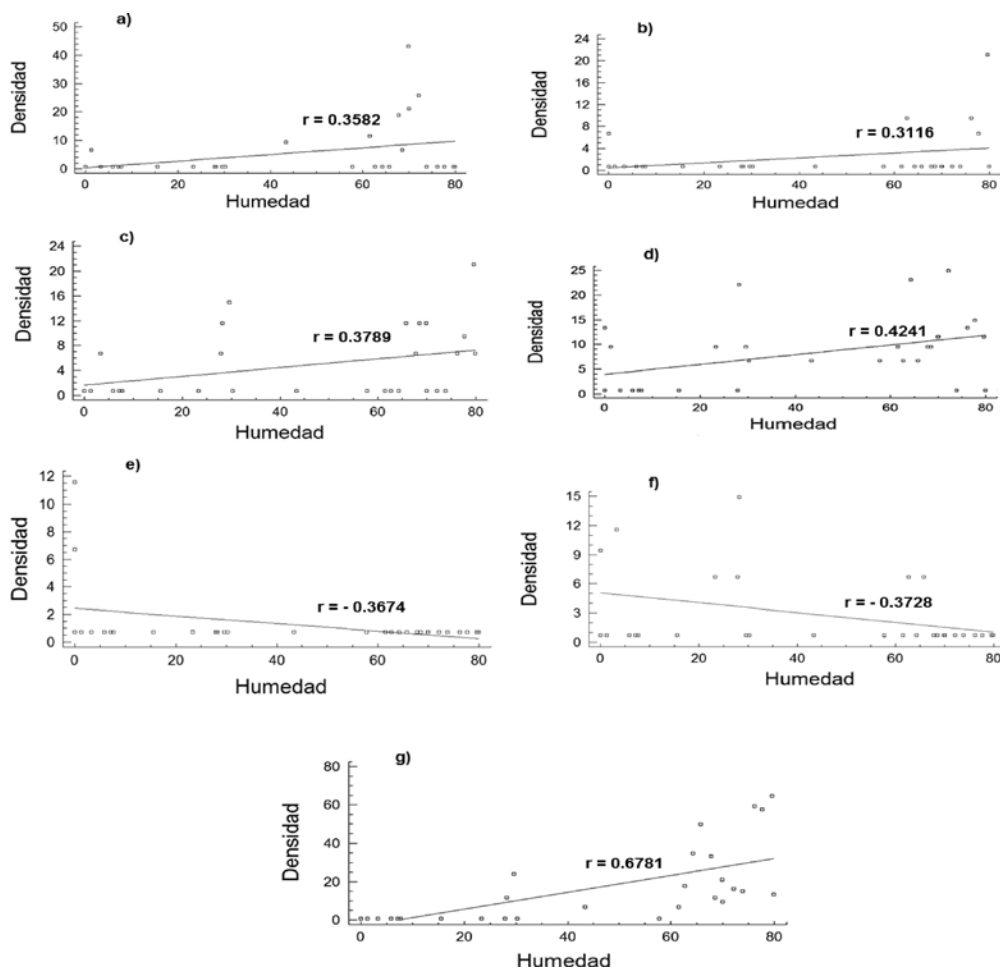 a)
Densidad
50
40
30
20
10
0
r = 0.3582
0 20 40 60 80
Humedad
b)
Densidad
24
20
16
12
8
4
0
r = 0.3116
0 20 40 60 80
Humedad
c)
Densidad
24
20
16
12
8
4
0
r = 0.3789
0 20 40 60 80
Humedad
d)
Densidad
25
20
15
10
5
0
r = 0.4241
0 20 40 60 80
Humedad
e)
Densidad
12
10
8
6
4
2
0
r = - 0.3674
0 20 40 60 80
Humedad
f)
Densidad
15
12
9
6
3
0
r = - 0.3728
0 20 40 60 80
Humedad
g)
Densidad
80
60
40
20
0
r = 0.6781
0 20 40 60 80
Humedad